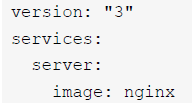 version: "3"
services:
  server:
    image: nginx